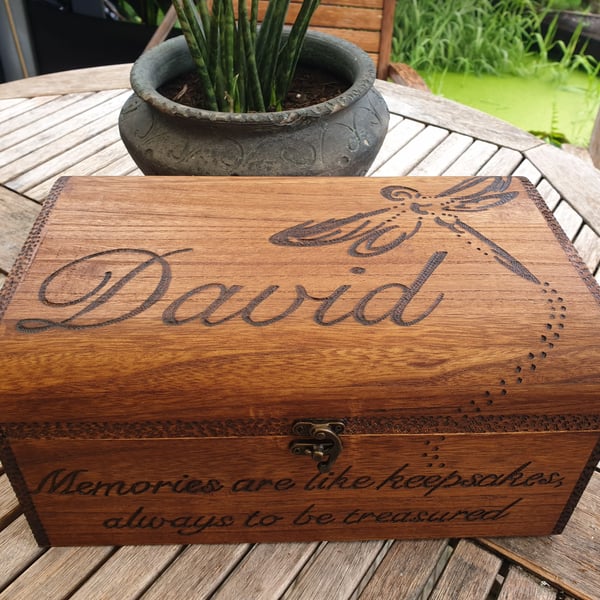 David
Memories are like keepsakes,
always to be treasured